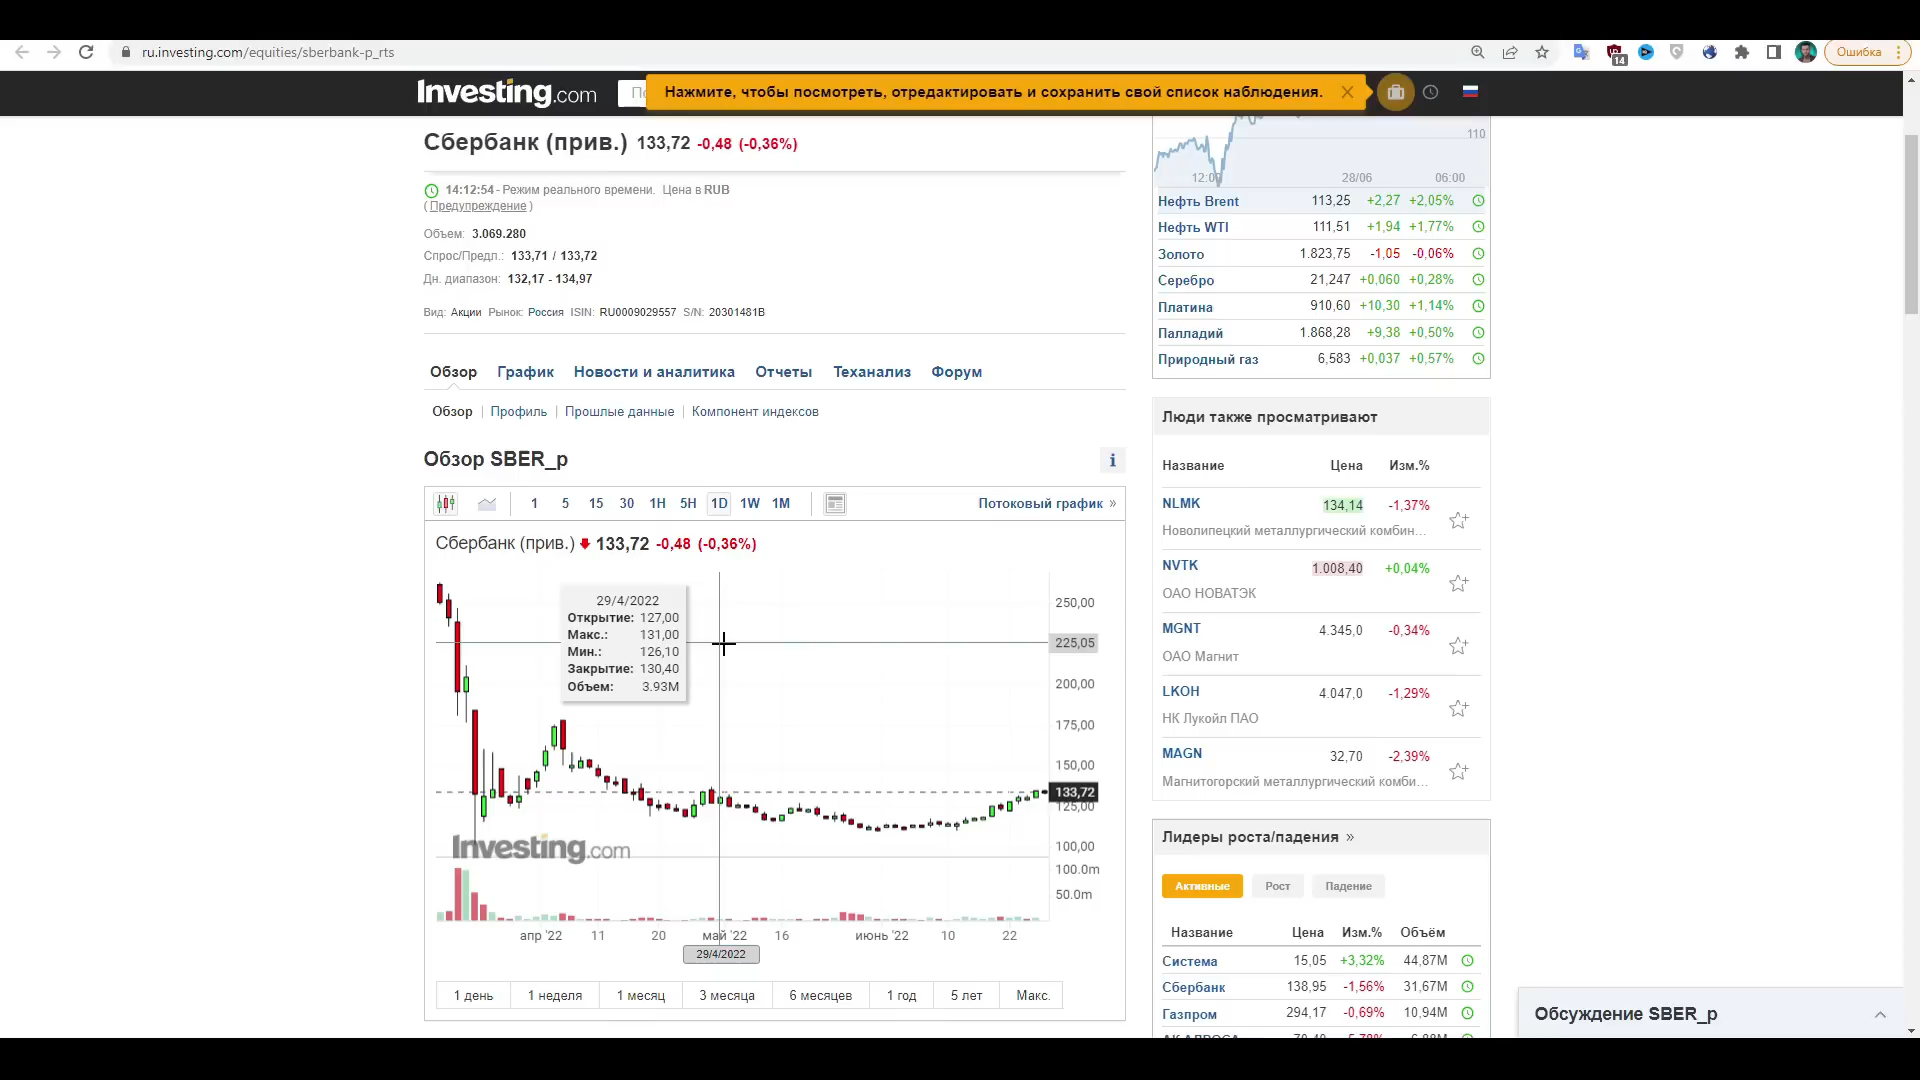 ru.investing.com/equities/sberbank-p_rts
14
Ошибка
Investing.com
Нажмите, чтобы посмотреть, отредактировать и сохранить свой список наблюдения.
Сбербанк (прив.) 133,72 -0,48 (-0,36%)
14:12:54 - Режим реального времени. Цена в RUB
( Предупреждение )
Объем: 3.069.280
Спрос/Предл.: 133,71 / 133,72
Дн. диапазон: 132,17 - 134,97
Вид: Акции Рынок: Россия ISIN: RU0009029557 S/N: 20301481B
Обзор График Новости и аналитика Отчеты Теханализ Форум
Обзор Профиль Прошлые данные Компонент индексов
Обзор SBER_p
i
1 5 15 30 1H 5H 1D 1W 1M
Потоковый график »
Сбербанк (прив.) 133,72 -0,48 (-0,36%)
29/4/2022
Открытие: 127,00
Макс.: 131,00
Мин.: 126,10
Закрытие: 130,40
Объем: 3.93M
250,00
225,05
200,00
175,00
150,00
133,72
125,00
100,00
100.0m
50.0m
Investing.com
апр '22 11 20 май '22 16 июнь '22 10 22
29/4/2022
1 день 1 неделя 1 месяц 3 месяца 6 месяцев 1 год 5 лет Макс.
110
28/06 06:00
Нефть Brent 113,25 +2,27 +2,05%
Нефть WTI 111,51 +1,94 +1,77%
Золото 1.823,75 -1,05 -0,06%
Серебро 21,247 +0,060 +0,28%
Платина 910,60 +10,30 +1,14%
Палладий 1.868,28 +9,38 +0,50%
Природный газ 6,583 +0,037 +0,57%
Люди также просматривают
Название Цена Изм.%
NLMK 134,14 -1,37%
Новолипецкий металлургический комбин...
NVTK 1.008,40 +0,04%
ОАО НОВАТЭК
MGNT 4.345,0 -0,34%
ОАО Магнит
LKOH 4.047,0 -1,29%
НК Лукойл ПАО
MAGN 32,70 -2,39%
Магнитогорский металлургический комби...
Лидеры роста/падения »
Активные Рост Падение
Название Цена Изм.% Объём
Система 15,05 +3,32% 44,87M
Сбербанк 138,95 -1,56% 31,67M
Газпром 294,17 -0,69% 10,94M
Обсуждение SBER_p